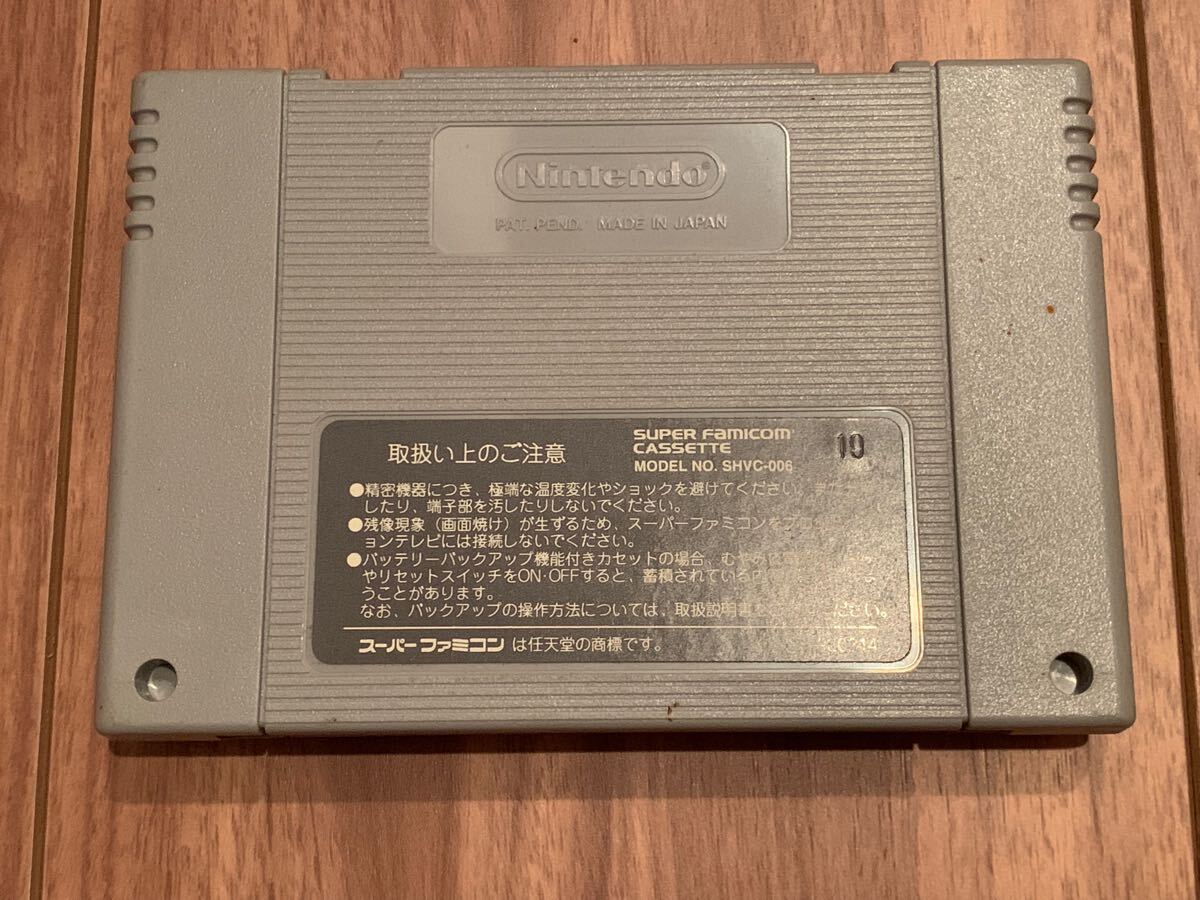 Nintendo®
PAT. PEND. MADE IN JAPAN
取扱い上のご注意
SUPER FAMICOM
CASSETTE
MODEL NO. SHVC-006
10
●精密機器につき、極端な温度変化やショックを避けてください。
したり、端子部を汚したりしないでください。
●残像現象（画面焼け）が生ずるため、スーパーファミコンを
ョンテレビには接続しないでください。
●バッテリーバックアップ機能付きカセットの場合、むやみに
やリセットスイッチをON・OFFすると、蓄積されている
うことがあります。
なお、バックアップの操作方法については、取扱説明書を
スーパーファミコン は任天堂の商標です。